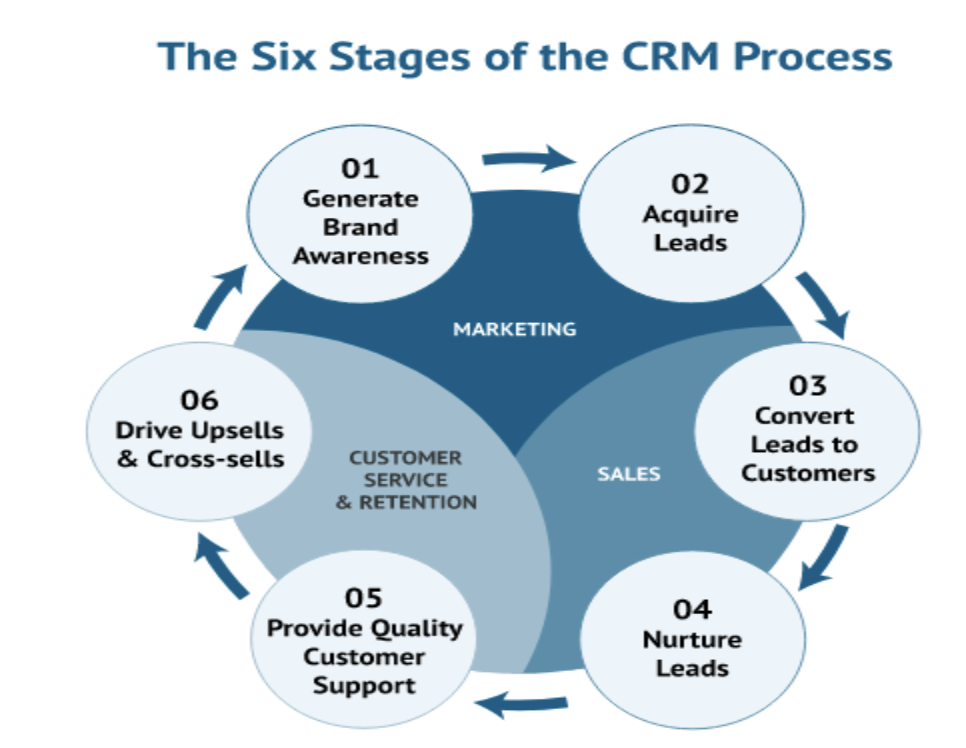 The Six Stages of the CRM Process
01
Generate
Brand
Awareness
02
Acquire
Leads
MARKETING
03
Convert
Leads to
Customers
SALES
04
Nurture
Leads
05
Provide Quality
Customer
Support
CUSTOMER
SERVICE
& RETENTION
06
Drive Upsells
& Cross-sells